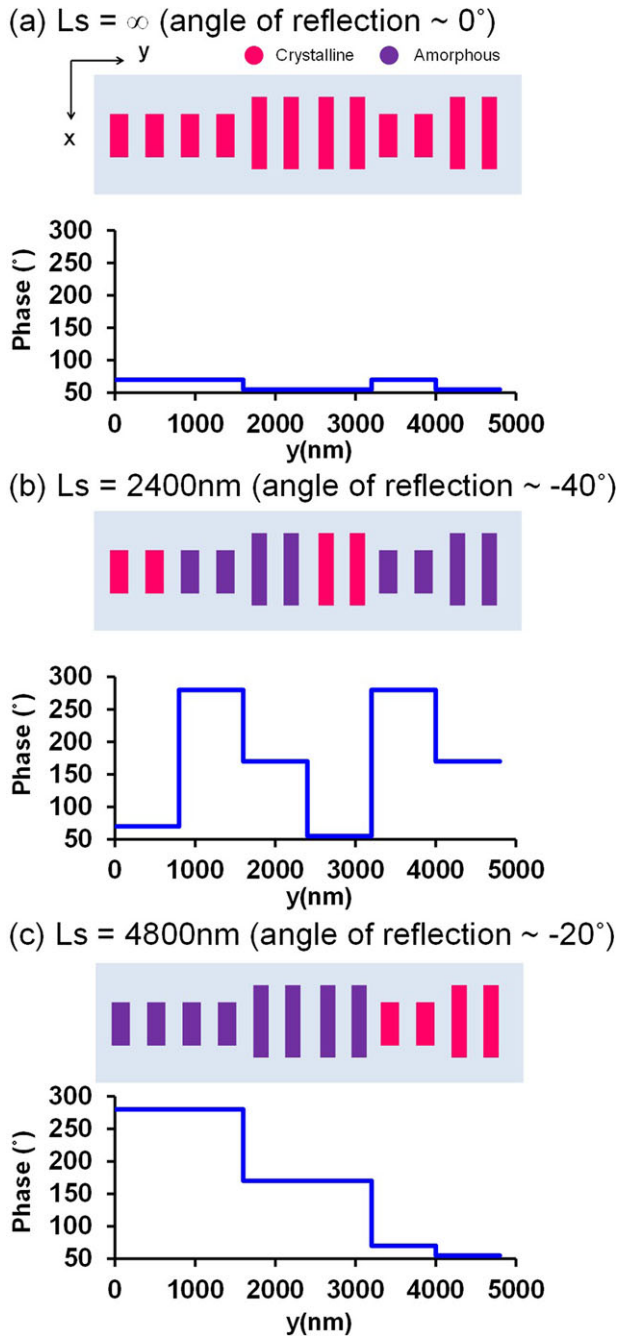 (a) Ls = ∞ (angle of reflection ~ 0˚)
y
Crystalline
Amorphous
x
300
250
200
150
100
50
Phase (˚)
0 1000 2000 3000 4000 5000
y(nm)
(b) Ls = 2400nm (angle of reflection ~ -40˚)
300
250
200
150
100
50
Phase (˚)
0 1000 2000 3000 4000 5000
y(nm)
(c) Ls = 4800nm (angle of reflection ~ -20˚)
300
250
200
150
100
50
Phase (˚)
0 1000 2000 3000 4000 5000
y(nm)